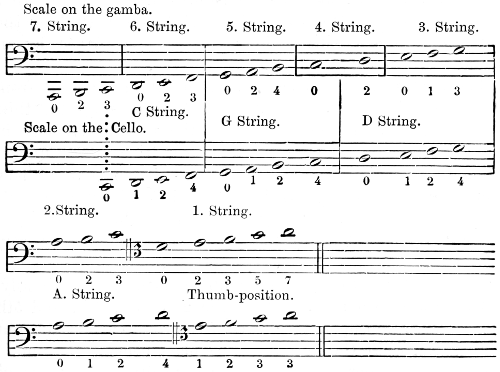 Scale on the gamba.
7. String. 6. String. 5. String. 4. String. 3. String.
0 2 3 0 2 3 0 2 4 0 2 0 1 3
C String. G String. D String.
Scale on the Cello.
0 1 2 4 0 1 2 4 0 1 2 4
2.String. 1. String.
3
0 2 3 0 2 3 5 7
A. String. Thumb-position.
3
0 1 2 4 1 2 3 3